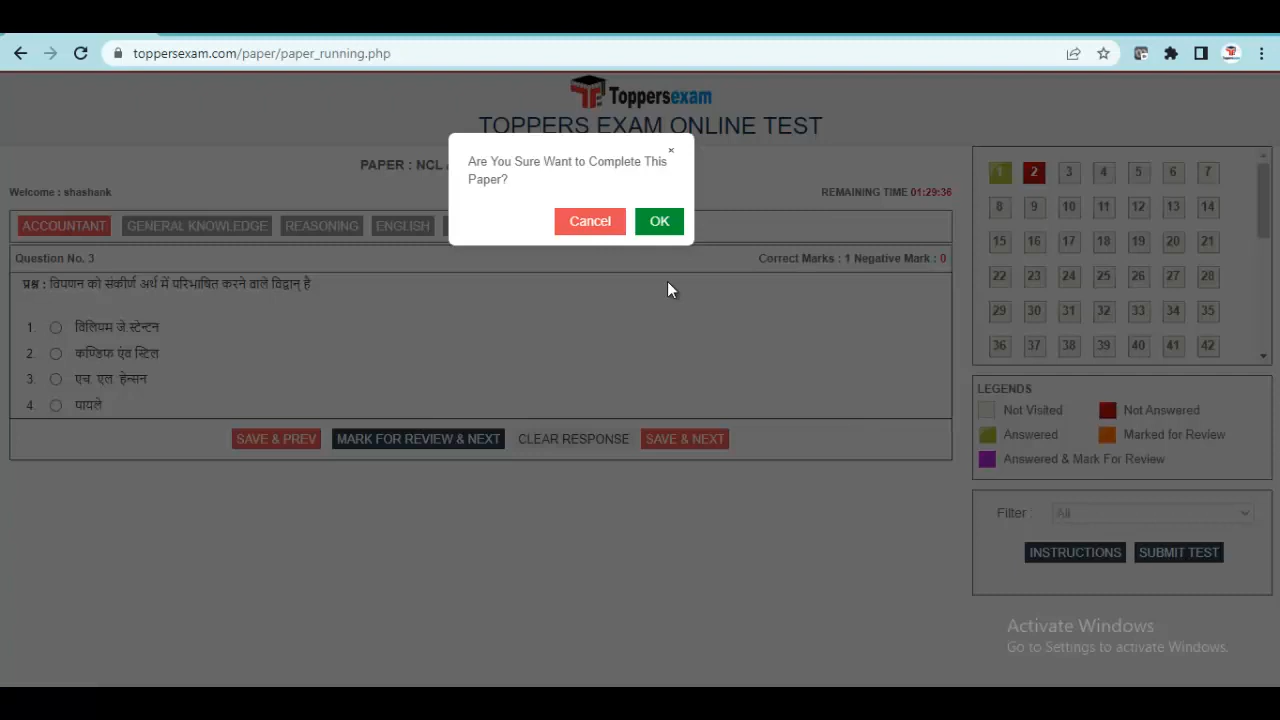 toppersexam.com/paper/paper_running.php
Toppersexam
TOPPERS EXAM ONLINE TEST
PAPER : NCL
Are You Sure Want to Complete This
Paper?
×
Cancel OK
Welcome : shashank
REMAINING TIME 01:29:36
ACCOUNTANT GENERAL KNOWLEDGE REASONING ENGLISH
Question No. 3
Correct Marks : 1 Negative Mark : 0
प्रश्न : विपणन को संकीर्ण अर्थ में परिभाषित करने वाले विद्वान् है
1. विलियम जे.स्टेन्टन
2. कण्डिफ एंव स्टिल
3. एच. एल. हेन्सन
4. पायले
SAVE & PREV MARK FOR REVIEW & NEXT CLEAR RESPONSE SAVE & NEXT
1 2 3 4 5 6 7
8 9 10 11 12 13 14
15 16 17 18 19 20 21
22 23 24 25 26 27 28
29 30 31 32 33 34 35
36 37 38 39 40 41 42
LEGENDS
Not Visited Not Answered
Answered Marked for Review
Answered & Mark For Review
Filter : All
INSTRUCTIONS SUBMIT TEST
Activate Windows
Go to Settings to activate Windows.